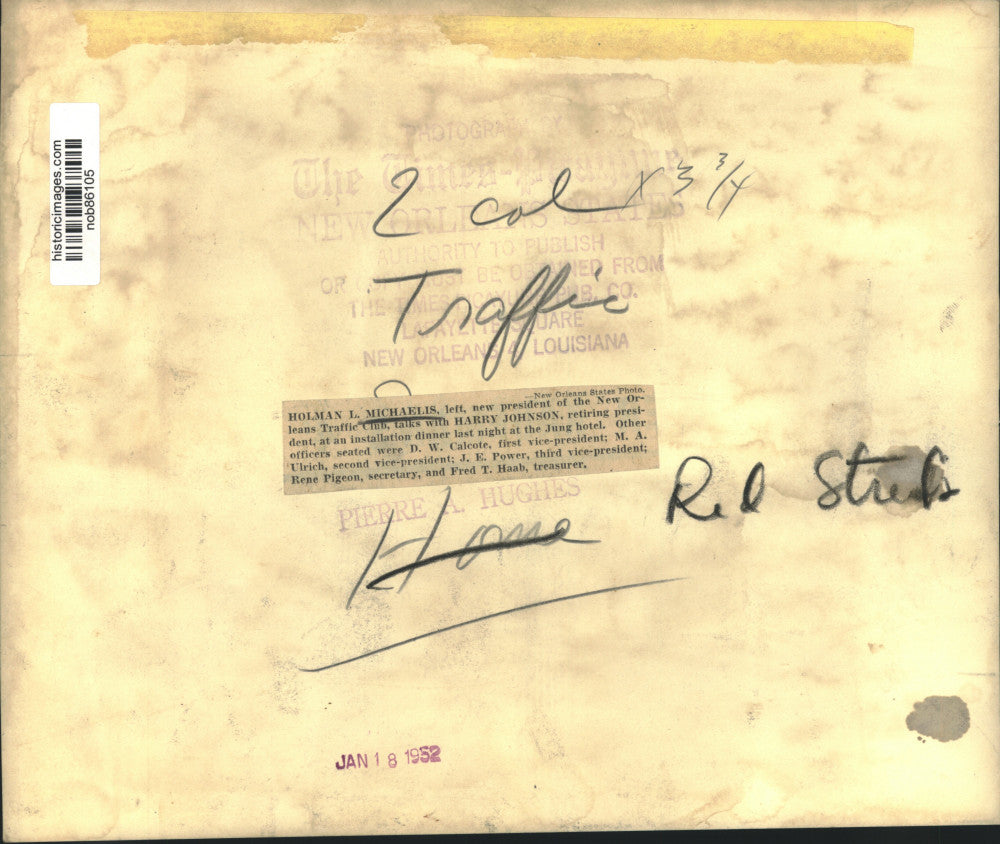 historicimages.com
nob86105
PHOTOGRAPH BY
The Times-Picayune
NEW ORLEANS STATES
AUTHORITY TO PUBLISH
OR MUST BE OBTAINED FROM
THE TIMES-PICAYUNE PUB. CO.
LAFAYETTE SQUARE
NEW ORLEANS 4, LOUISIANA
2 col x 3 3/4
Traffic
—New Orleans States Photo.
HOLMAN L. MICHAELIS, left, new president of the New Or-
leans Traffic Club, talks with HARRY JOHNSON, retiring presi-
dent, at an installation dinner last night at the Jung hotel. Other
officers seated were D. W. Calcote, first vice-president; M. A.
Ulrich, second vice-president; J. E. Power, third vice-president;
Rene Pigeon, secretary, and Fred T. Haab, treasurer.
PIERRE A. HUGHES
Home
Red Streak
JAN 18 1952